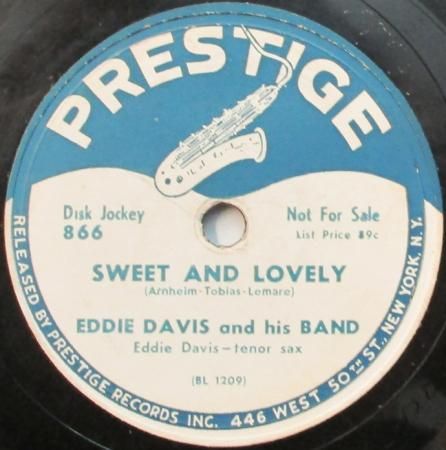 PRESTIGE
Disk Jockey
866
Not For Sale
List Price 89c
SWEET AND LOVELY
(Arnheim-Tobias-Lemare)
EDDIE DAVIS and his BAND
Eddie Davis-tenor sax
(BL 1209)
RELEASED BY PRESTIGE RECORDS INC. 446 WEST 50TH ST., NEW YORK, N.Y.